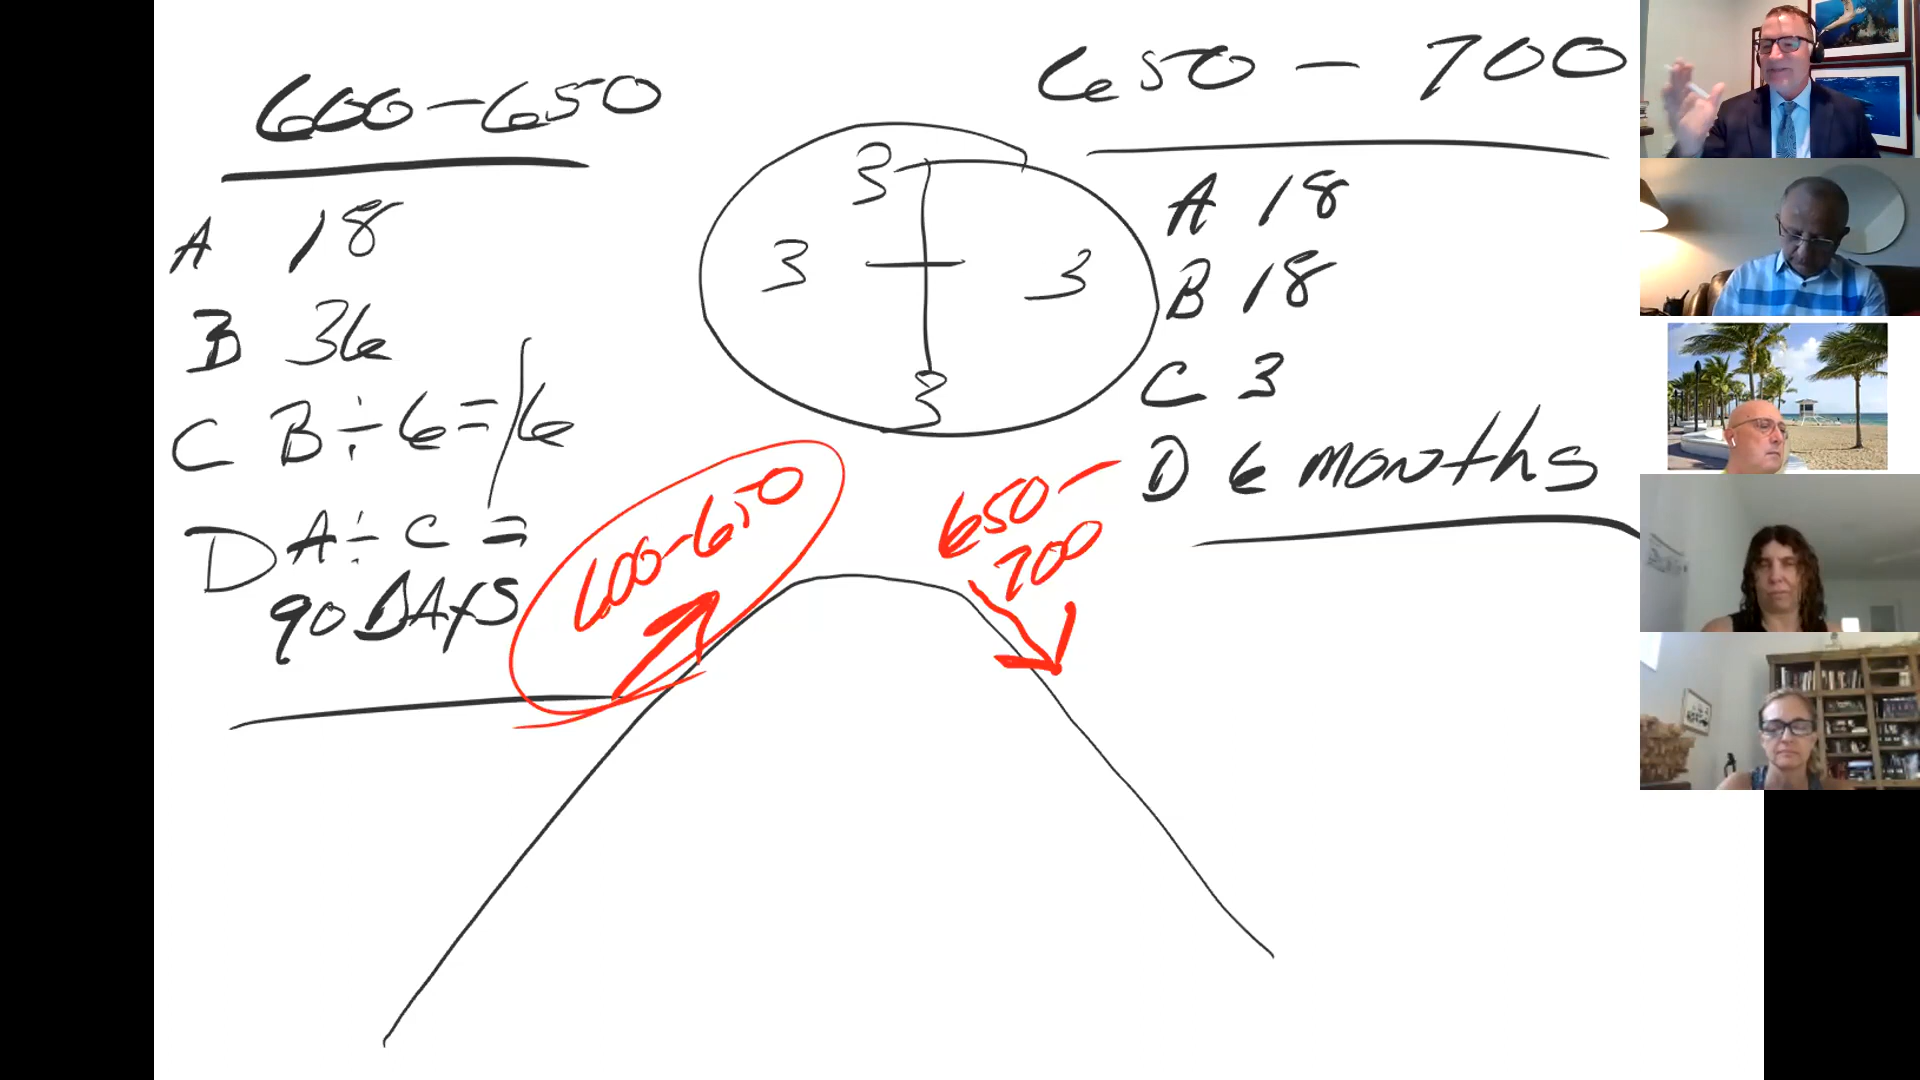 600-650
A 18
B 36
C B÷6=/6
D A÷C=
90 DAYS
3
3
3
3
650 - 700
A 18
B 18
C 3
D 6 months
600-650
650-
700